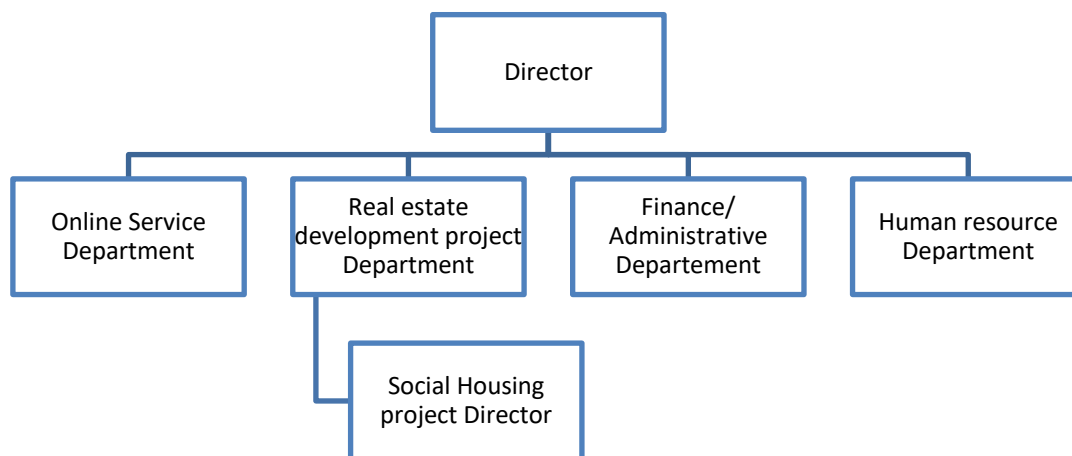 Director
Online Service
Department
Real estate
development project
Department
Finance/
Administrative
Departement
Human resource
Department
Social Housing
project Director